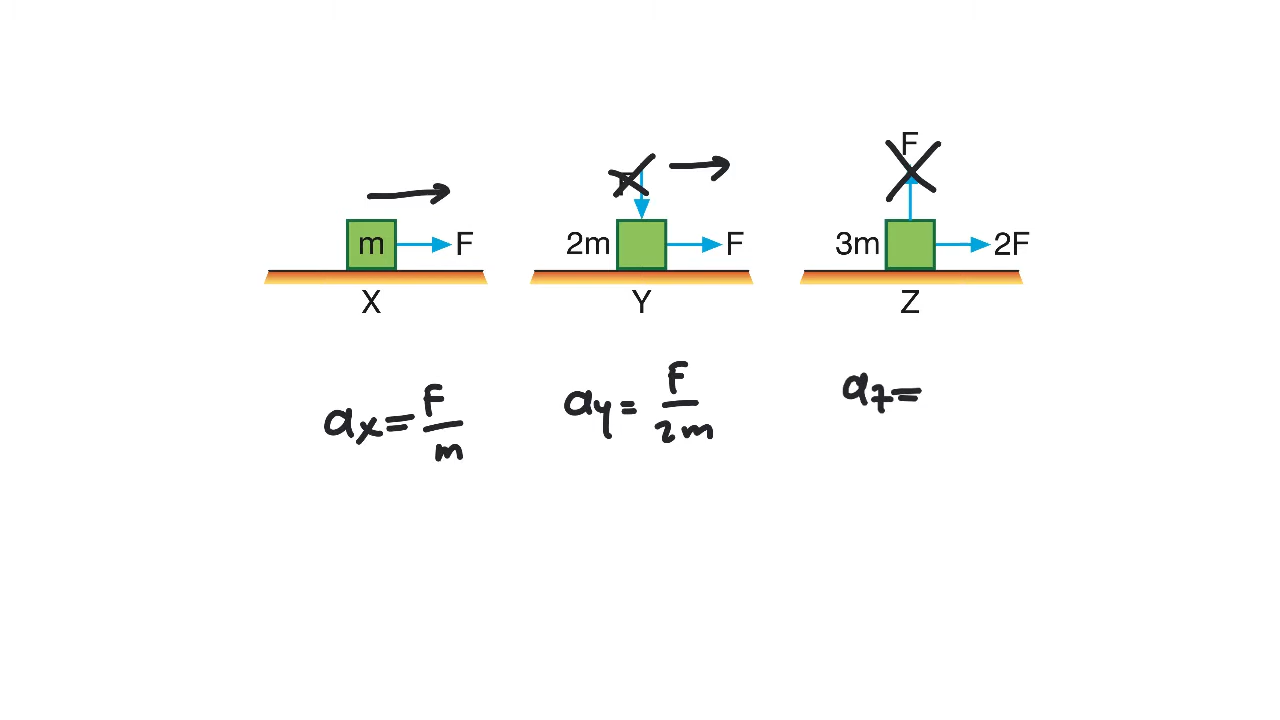 F
m F 2m F 3m 2F
X Y Z
ax = F/m ay = F/2m az =